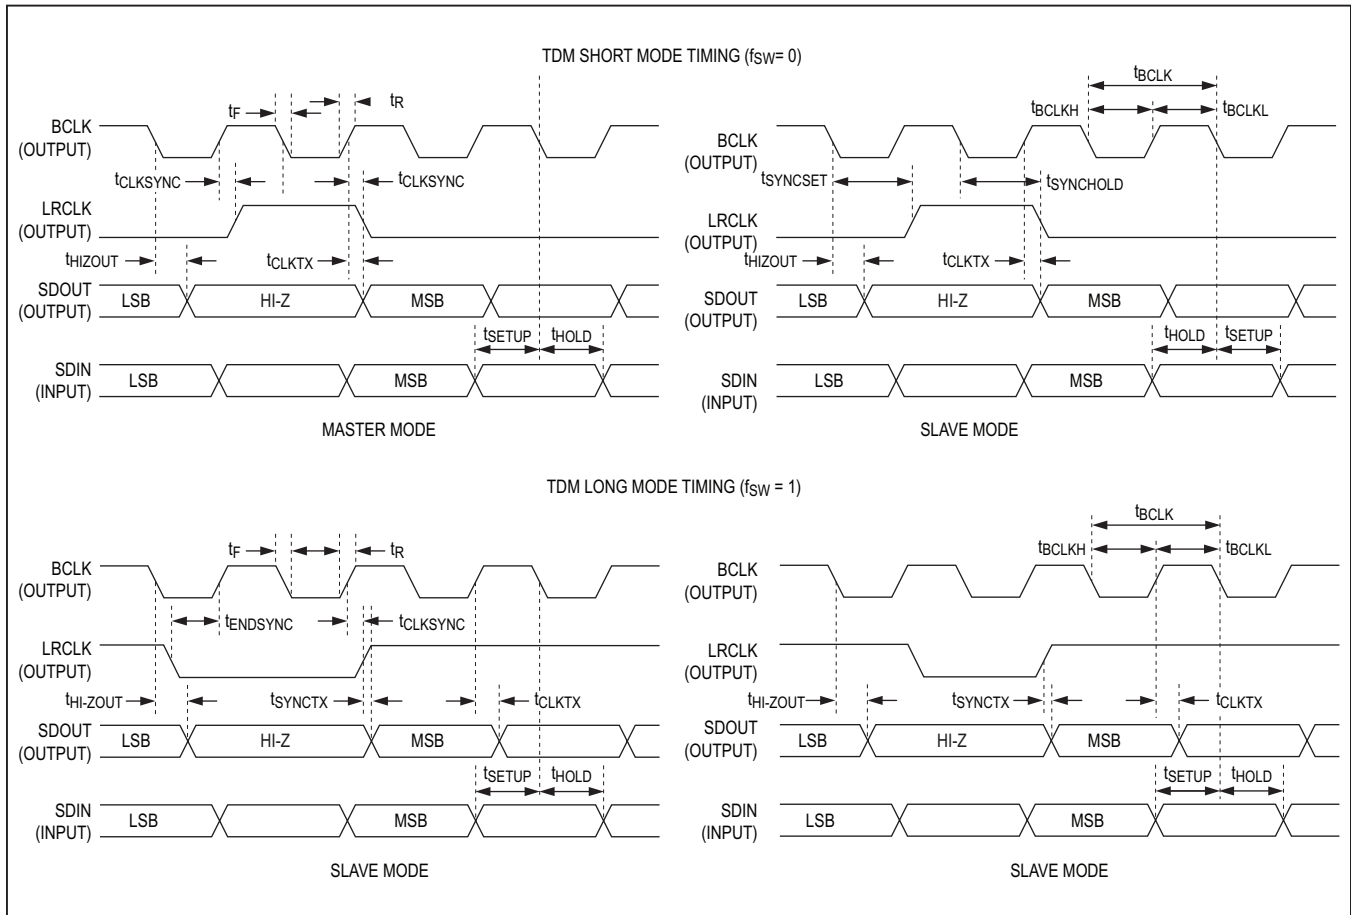 TDM SHORT MODE TIMING (fSW= 0)
tF
tR
BCLK
(OUTPUT)
tCLKSYNC
tCLKSYNC
LRCLK
(OUTPUT)
tHIZOUT
tCLKTX
SDOUT
(OUTPUT)
LSB
HI-Z
MSB
tSETUP
tHOLD
SDIN
(INPUT)
LSB
MSB
MASTER MODE
tBCLK
tBCLKH
tBCLKL
BCLK
(OUTPUT)
tSYNCSET
tSYNCHOLD
LRCLK
(OUTPUT)
tHIZOUT
tCLKTX
SDOUT
(OUTPUT)
LSB
HI-Z
MSB
tHOLD
tSETUP
SDIN
(INPUT)
LSB
MSB
SLAVE MODE
TDM LONG MODE TIMING (fSW = 1)
tF
tR
BCLK
(OUTPUT)
tENDSYNC
tCLKSYNC
LRCLK
(OUTPUT)
tHI-ZOUT
tSYNCTX
tCLKTX
SDOUT
(OUTPUT)
LSB
HI-Z
MSB
tSETUP
tHOLD
SDIN
(INPUT)
LSB
MSB
SLAVE MODE
tBCLK
tBCLKH
tBCLKL
BCLK
(OUTPUT)
LRCLK
(OUTPUT)
tHI-ZOUT
tSYNCTX
tCLKTX
SDOUT
(OUTPUT)
LSB
HI-Z
MSB
tSETUP
tHOLD
SDIN
(INPUT)
LSB
MSB
SLAVE MODE